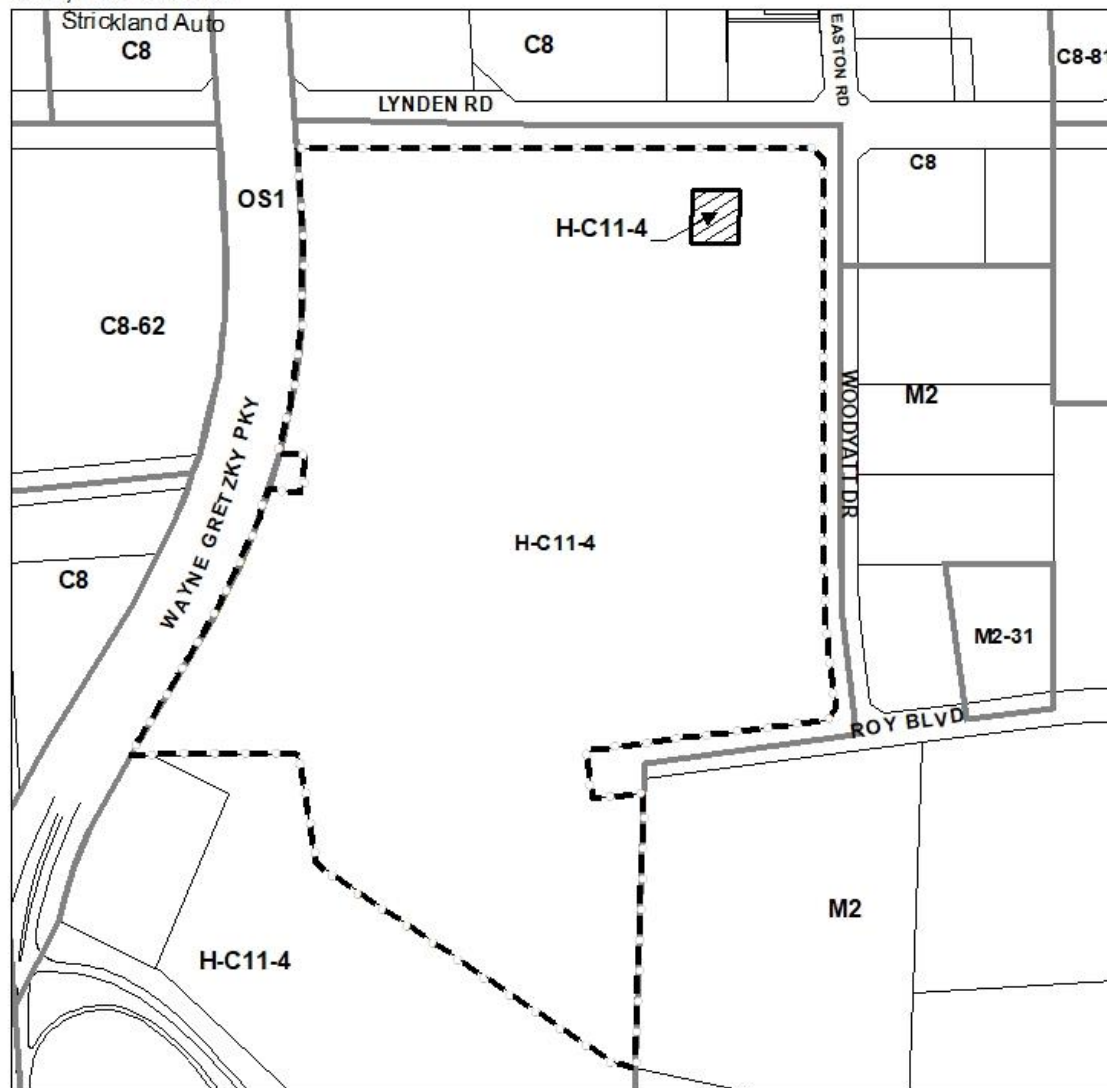 Strickland Auto
C8
C8
EASTON RD
C8-81
LYNDEN RD
C8
OS1
H-C11-4
C8-62
WOODYATT DR
M2
WAYNE GRETZKY PKY
H-C11-4
C8
M2-31
ROY BLVD
M2
H-C11-4